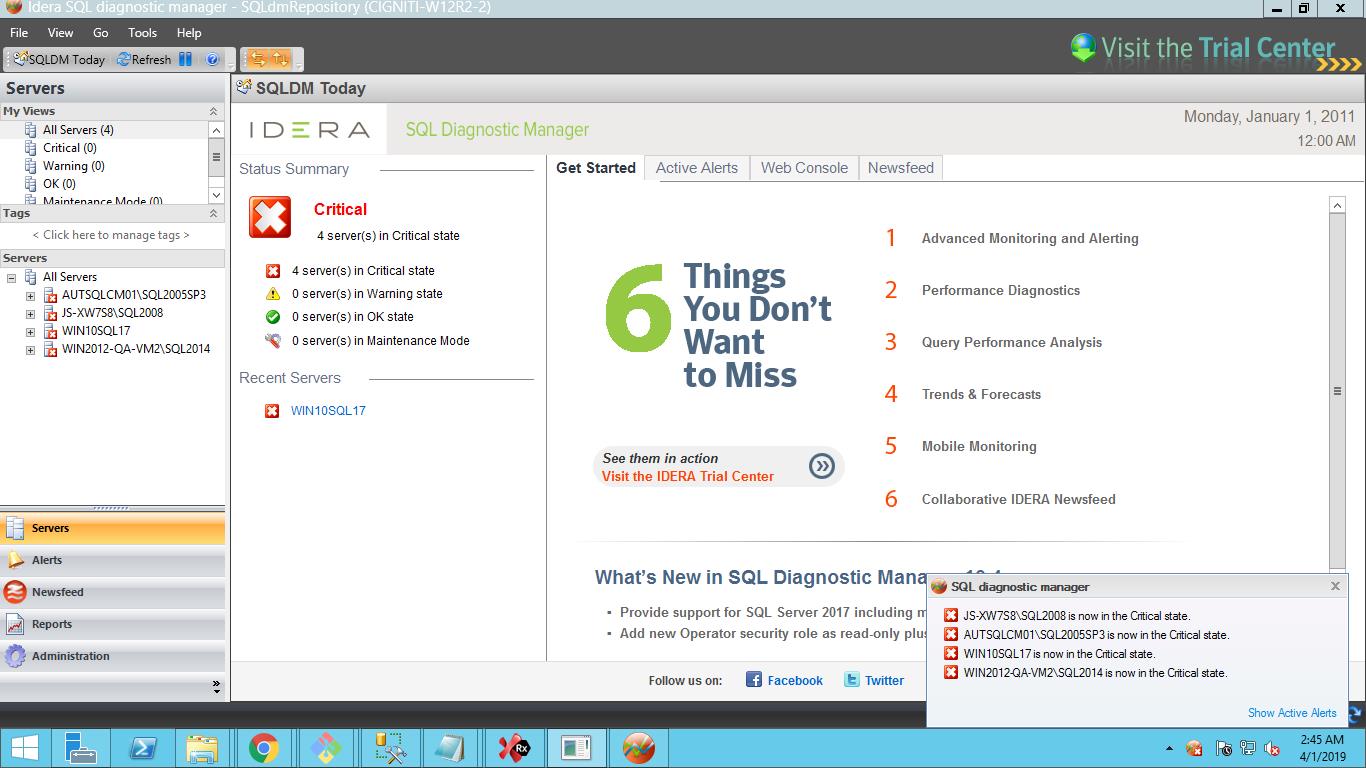 Idera SQL diagnostic manager - SQLdmRepository (CIGNITI-W12R2-2)
File View Go Tools Help
SQLDM Today Refresh
Visit the Trial Center
Servers
My Views
All Servers (4)
Critical (0)
Warning (0)
OK (0)
Maintenance Mode (0)
Tags
< Click here to manage tags >
Servers
All Servers
AUTSQLCM01\SQL2005SP3
JS-XW7S8\SQL2008
WIN10SQL17
WIN2012-QA-VM2\SQL2014
Servers
Alerts
Newsfeed
Reports
Administration
SQLDM Today
IDERA SQL Diagnostic Manager
Monday, January 1, 2011
12:00 AM
Status Summary
Critical
4 server(s) in Critical state
4 server(s) in Critical state
0 server(s) in Warning state
0 server(s) in OK state
0 server(s) in Maintenance Mode
Recent Servers
WIN10SQL17
Get Started Active Alerts Web Console Newsfeed
6 Things
You Don't
Want
to Miss
See them in action
Visit the IDERA Trial Center
1 Advanced Monitoring and Alerting
2 Performance Diagnostics
3 Query Performance Analysis
4 Trends & Forecasts
5 Mobile Monitoring
6 Collaborative IDERA Newsfeed
What's New in SQL Diagnostic
Provide support for SQL Server 2017 including
Add new Operator security role as read-only
Follow us on: Facebook Twitter
SQL diagnostic manager
JS-XW7S8\SQL2008 is now in the Critical state.
AUTSQLCM01\SQL2005SP3 is now in the Critical state.
WIN10SQL17 is now in the Critical state.
WIN2012-QA-VM2\SQL2014 is now in the Critical state.
Show Active Alerts
Rx
2:45 AM
4/1/2019